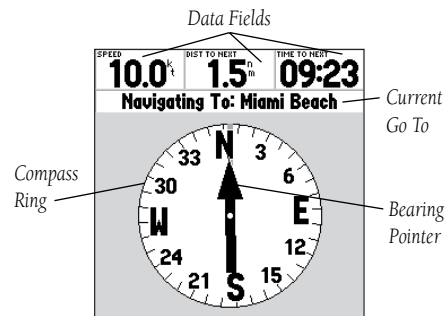 Data Fields
SPEED DIST TO NEXT TIME TO NEXT
10.0 kt 1.5 nm 09:23
Navigating To: Miami Beach
Current
Go To
Compass
Ring
Bearing
Pointer
N
33 3
30 6
W E
24 12
21 15
S